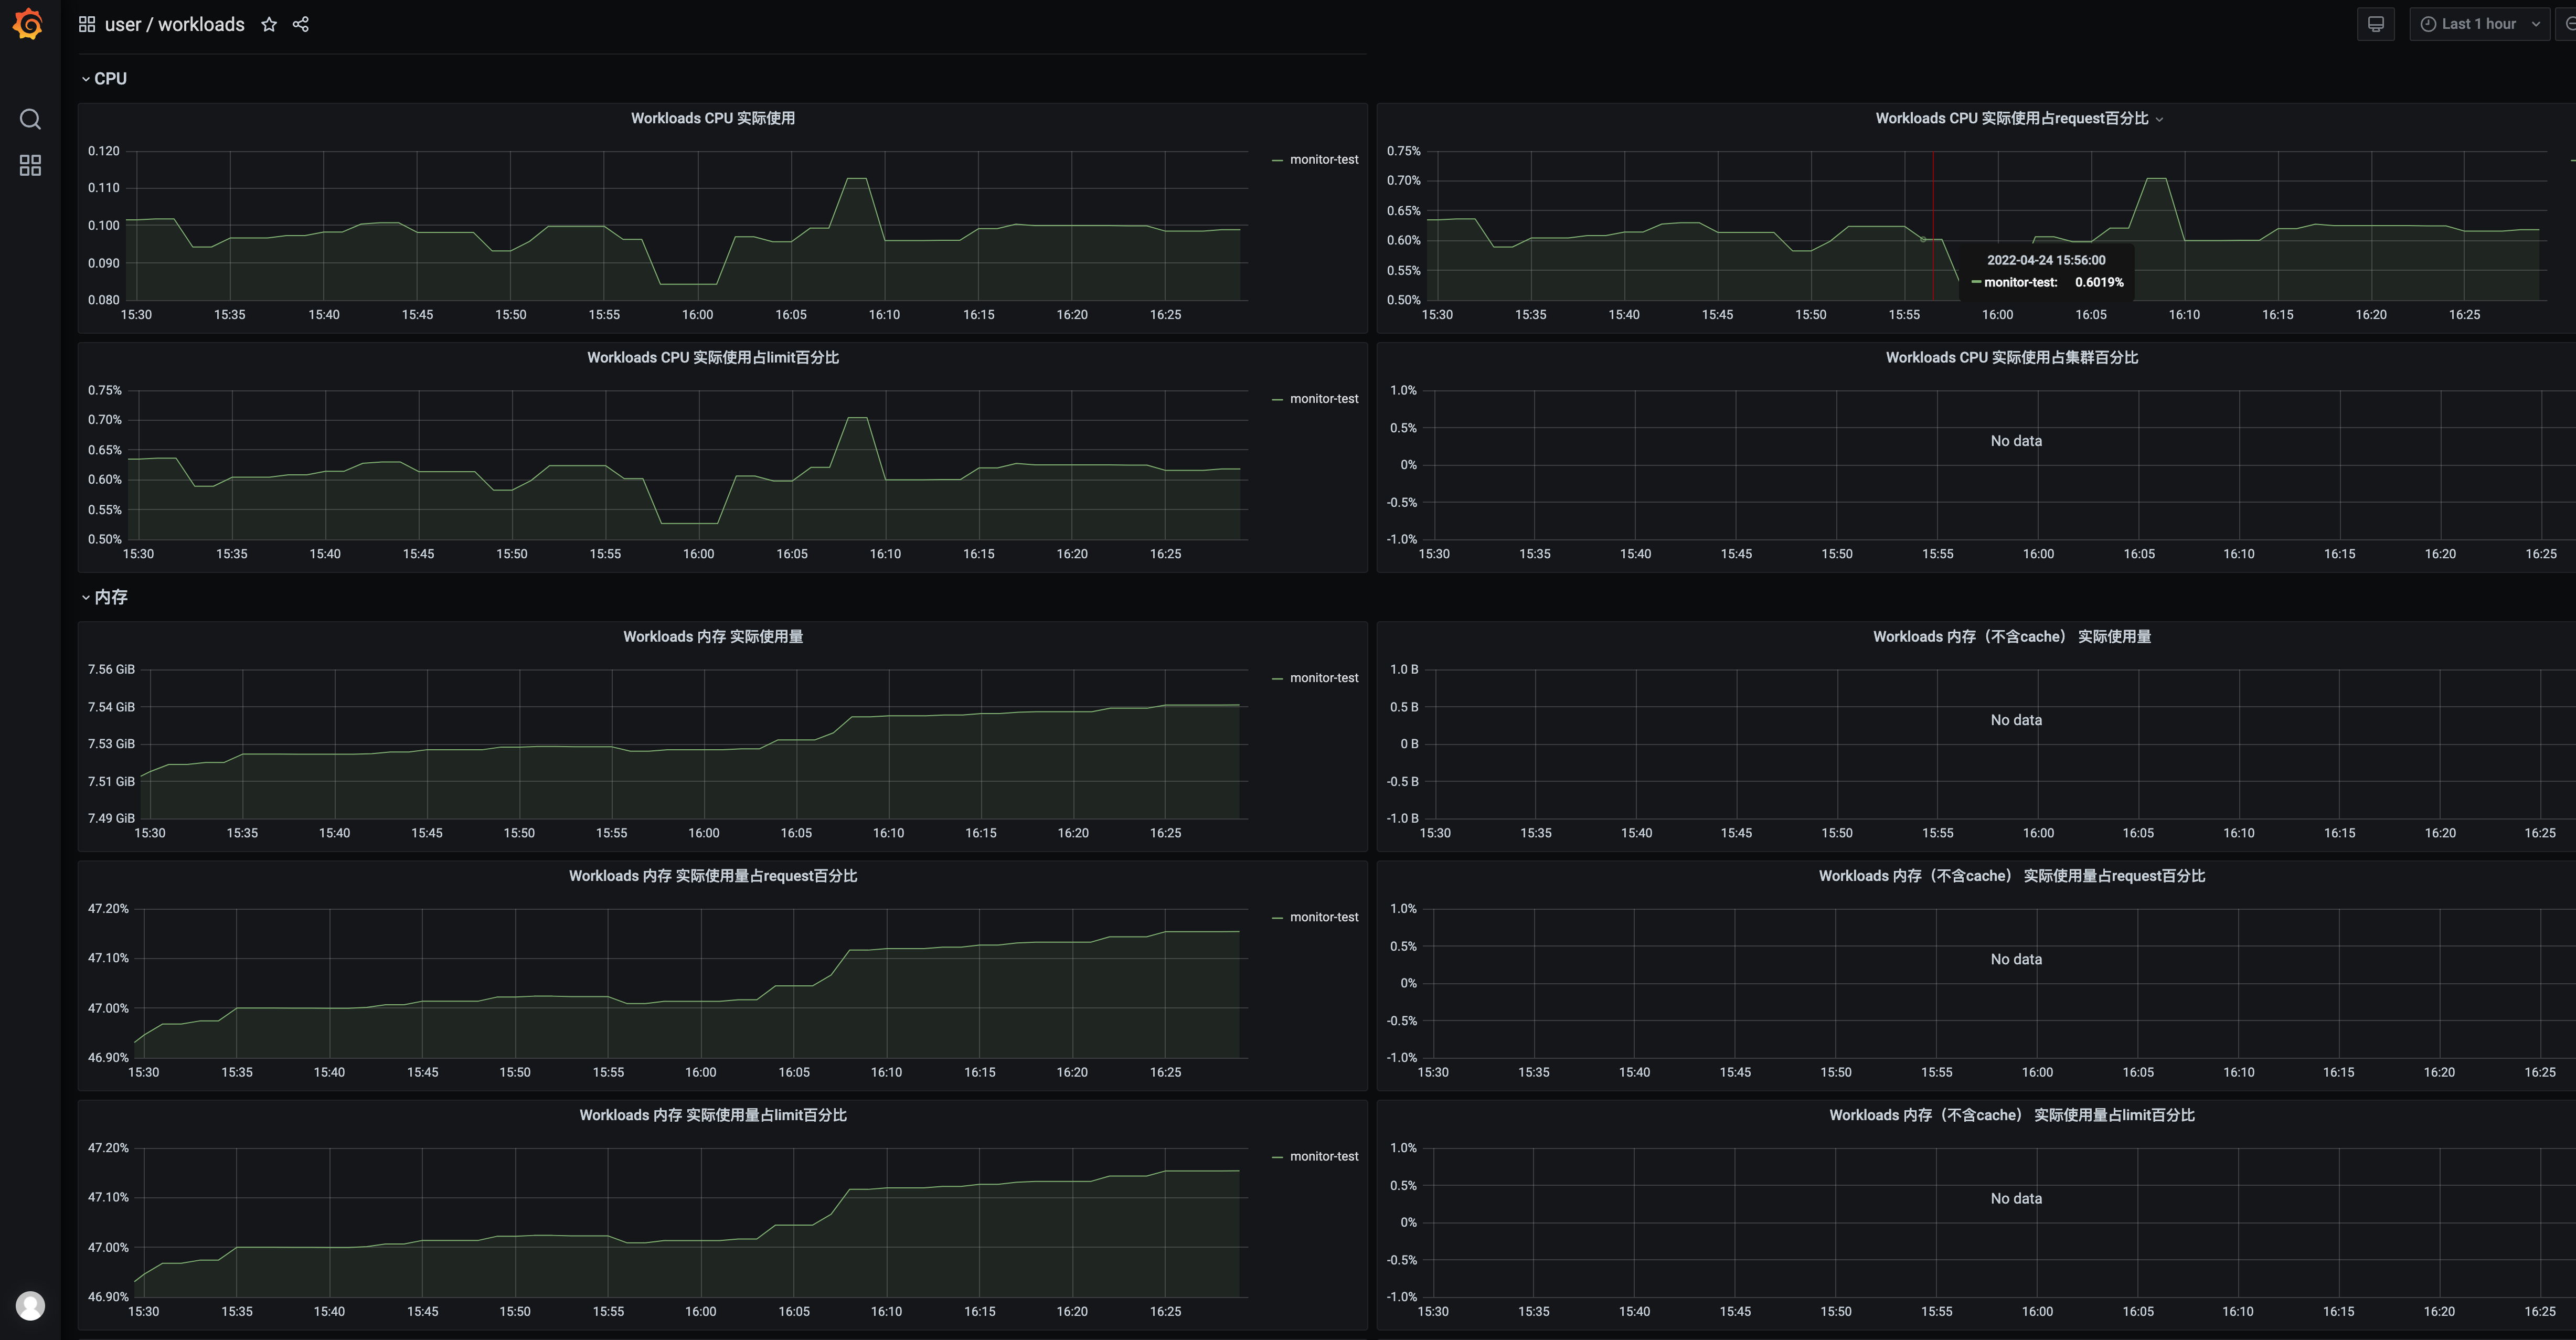 user / workloads
Last 1 hour
CPU
Workloads CPU 实际使用
0.120
0.110
0.100
0.090
0.080
15:30 15:35 15:40 15:45 15:50 15:55 16:00 16:05 16:10 16:15 16:20 16:25
monitor-test
Workloads CPU 实际使用占request百分比
0.75%
0.70%
0.65%
0.60%
0.55%
0.50%
15:30 15:35 15:40 15:45 15:50 15:55 16:00 16:05 16:10 16:15 16:20 16:25
2022-04-24 15:56:00
monitor-test: 0.6019%
Workloads CPU 实际使用占limit百分比
0.75%
0.70%
0.65%
0.60%
0.55%
0.50%
15:30 15:35 15:40 15:45 15:50 15:55 16:00 16:05 16:10 16:15 16:20 16:25
monitor-test
Workloads CPU 实际使用占集群百分比
1.0%
0.5%
0%
-0.5%
-1.0%
No data
15:30 15:35 15:40 15:45 15:50 15:55 16:00 16:05 16:10 16:15 16:20 16:25
内存
Workloads 内存 实际使用量
7.56 GiB
7.54 GiB
7.53 GiB
7.51 GiB
7.49 GiB
15:30 15:35 15:40 15:45 15:50 15:55 16:00 16:05 16:10 16:15 16:20 16:25
monitor-test
Workloads 内存（不含cache） 实际使用量
1.0 B
0.5 B
0 B
-0.5 B
-1.0 B
No data
15:30 15:35 15:40 15:45 15:50 15:55 16:00 16:05 16:10 16:15 16:20 16:25
Workloads 内存 实际使用量占request百分比
47.20%
47.10%
47.00%
46.90%
15:30 15:35 15:40 15:45 15:50 15:55 16:00 16:05 16:10 16:15 16:20 16:25
monitor-test
Workloads 内存（不含cache） 实际使用量占request百分比
1.0%
0.5%
0%
-0.5%
-1.0%
No data
15:30 15:35 15:40 15:45 15:50 15:55 16:00 16:05 16:10 16:15 16:20 16:25
Workloads 内存 实际使用量占limit百分比
47.20%
47.10%
47.00%
46.90%
15:30 15:35 15:40 15:45 15:50 15:55 16:00 16:05 16:10 16:15 16:20 16:25
monitor-test
Workloads 内存（不含cache） 实际使用量占limit百分比
1.0%
0.5%
0%
-0.5%
-1.0%
No data
15:30 15:35 15:40 15:45 15:50 15:55 16:00 16:05 16:10 16:15 16:20 16:25